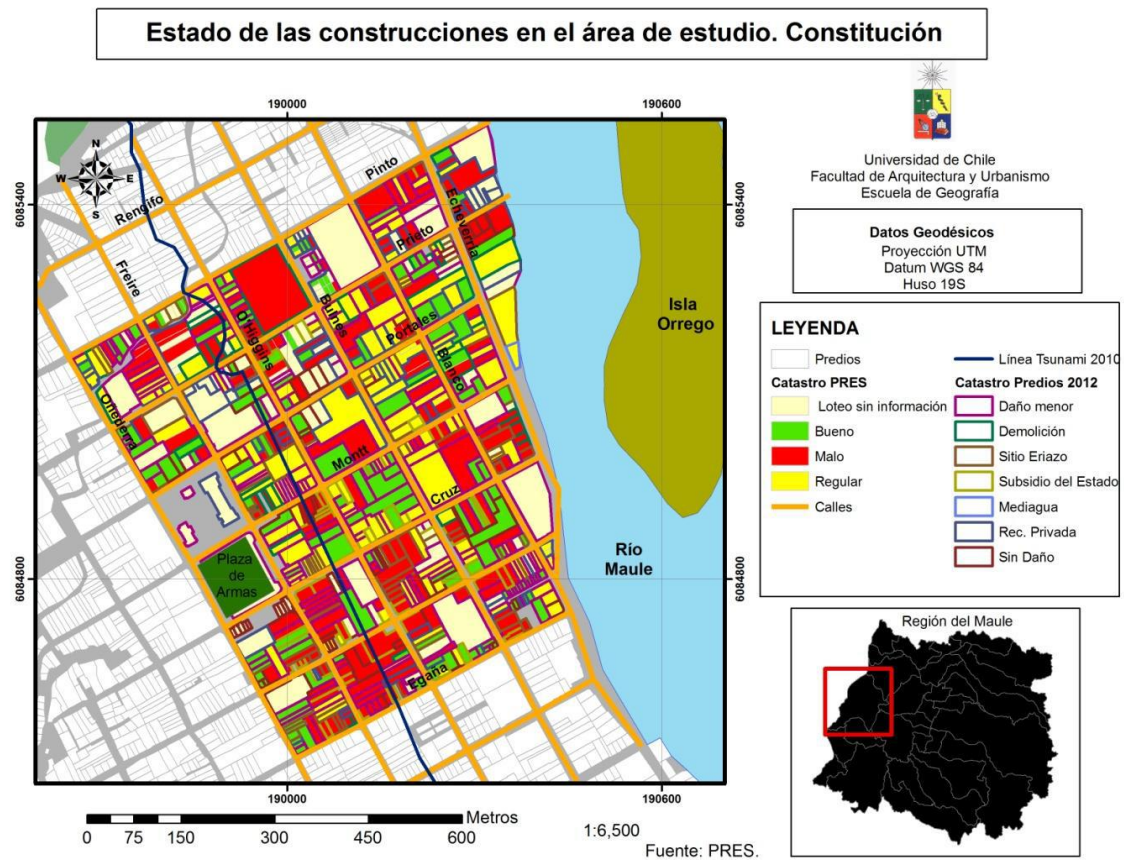 Estado de las construcciones en el área de estudio. Constitución
Universidad de Chile
Facultad de Arquitectura y Urbanismo
Escuela de Geografía
Datos Geodésicos
Proyección UTM
Datum WGS 84
Huso 19S
190000
190600
6085400
6085400
N
W
E
S
Rengifo
Pinto
Freire
Echeverría
Prieto
Bulnes
O'Higgins
Portales
Blanco
Oñederra
Montt
Cruz
Plaza
de
Armas
Egaña
Isla
Orrego
Río
Maule
6084800
6084800
190000
190600
LEYENDA
Predios
Línea Tsunami 2010
Catastro PRES
Catastro Predios 2012
Loteo sin información
Daño menor
Bueno
Demolición
Malo
Sitio Eriazo
Regular
Subsidio del Estado
Calles
Mediagua
Rec. Privada
Sin Daño
Región del Maule
Metros
0
75
150
300
450
600
1:6,500
Fuente: PRES.